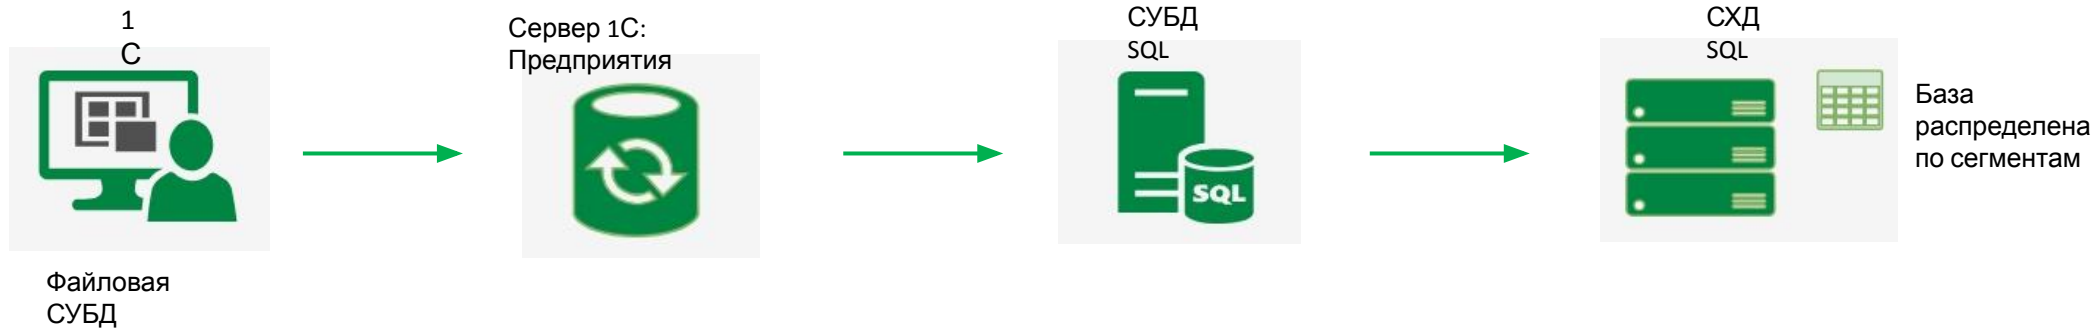 1
С
Файловая
СУБД
Сервер 1С:
Предприятия
СУБД
SQL
SQL
СХД
SQL
База
распределена
по сегментам